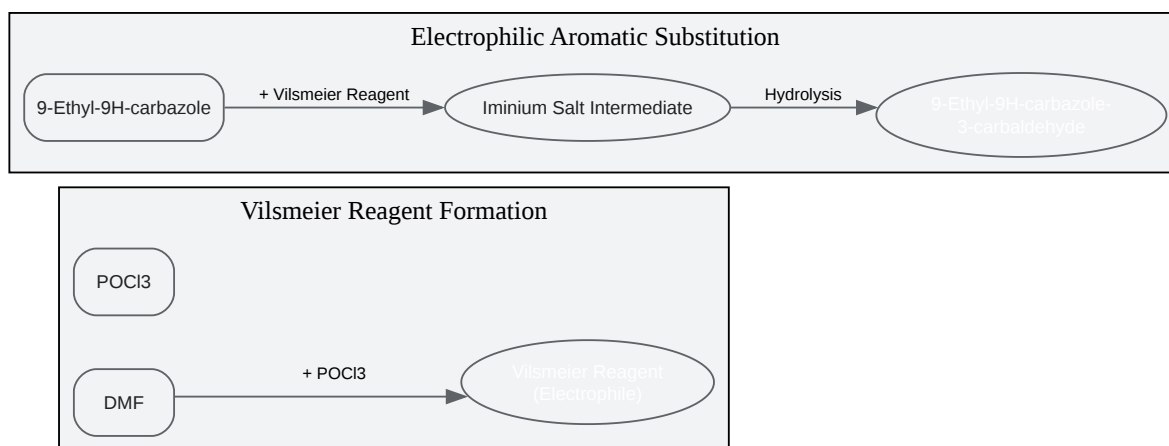 Electrophilic Aromatic Substitution
9-Ethyl-9H-carbazole
+ Vilsmeier Reagent
Iminium Salt Intermediate
Hydrolysis
9-Ethyl-9H-carbazole-
3-carbaldehyde
Vilsmeier Reagent Formation
POCl3
DMF
+ POCl3
Vilsmeier Reagent
(Electrophile)